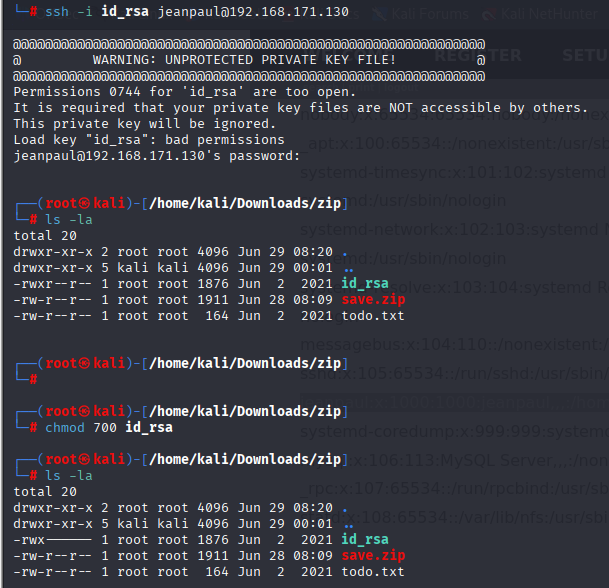 Kali Forums Kali NetHunter
└─# ssh -i id_rsa jeanpaul@192.168.171.130
@@@@@@@@@@@@@@@@@@@@@@@@@@@@@@@@@@@@@@@@@@@@@@@@@@@@@@@@@@@
@         WARNING: UNPROTECTED PRIVATE KEY FILE!          @
@@@@@@@@@@@@@@@@@@@@@@@@@@@@@@@@@@@@@@@@@@@@@@@@@@@@@@@@@@@
Permissions 0744 for 'id_rsa' are too open.
It is required that your private key files are NOT accessible by others.
This private key will be ignored.
Load key "id_rsa": bad permissions
jeanpaul@192.168.171.130's password:
┌──(root㉿kali)-[/home/kali/Downloads/zip]
└─# ls -la
total 20
drwxr-xr-x 2 root root 4096 Jun 29 08:20 .
drwxr-xr-x 5 kali kali 4096 Jun 29 00:01 ..
-rwxr--r-- 1 root root 1876 Jun  2  2021 id_rsa
-rw-r--r-- 1 root root 1911 Jun 28 08:09 save.zip
-rw-r--r-- 1 root root  164 Jun  2  2021 todo.txt
┌──(root㉿kali)-[/home/kali/Downloads/zip]
└─#
┌──(root㉿kali)-[/home/kali/Downloads/zip]
└─# chmod 700 id_rsa
┌──(root㉿kali)-[/home/kali/Downloads/zip]
└─# ls -la
total 20
drwxr-xr-x 2 root root 4096 Jun 29 08:20 .
drwxr-xr-x 5 kali kali 4096 Jun 29 00:01 ..
-rwx------ 1 root root 1876 Jun  2  2021 id_rsa
-rw-r--r-- 1 root root 1911 Jun 28 08:09 save.zip
-rw-r--r-- 1 root root  164 Jun  2  2021 todo.txt